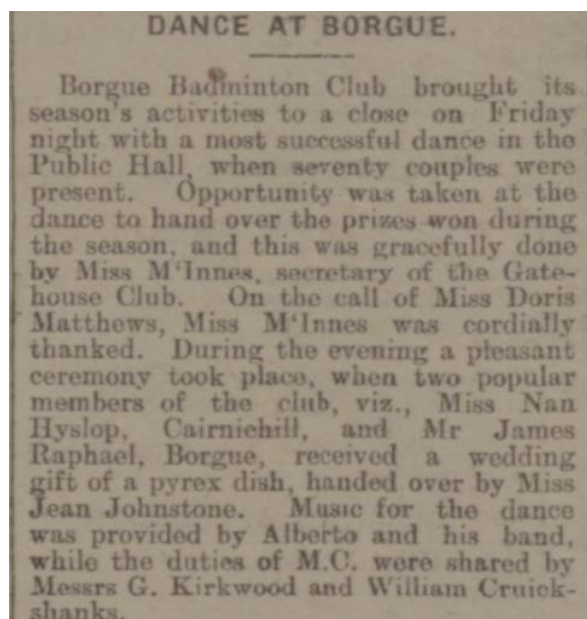 DANCE AT BORGUE.
Borgue Badminton Club brought its
season's activities to a close on Friday
night with a most successful dance in the
Public Hall, when seventy couples were
present. Opportunity was taken at the
dance to hand over the prizes won during
the season, and this was gracefully done
by Miss M'Innes, secretary of the Gate-
house Club. On the call of Miss Doris
Matthews, Miss M'Innes was cordially
thanked. During the evening a pleasant
ceremony took place, when two popular
members of the club, viz., Miss Nan
Hyslop, Cairniehill, and Mr James
Raphael, Borgue, received a wedding
gift of a pyrex dish, handed over by Miss
Jean Johnstone. Music for the dance
was provided by Alberto and his band,
while the duties of M.C. were shared by
Messrs G. Kirkwood and William Cruick-
shanks.